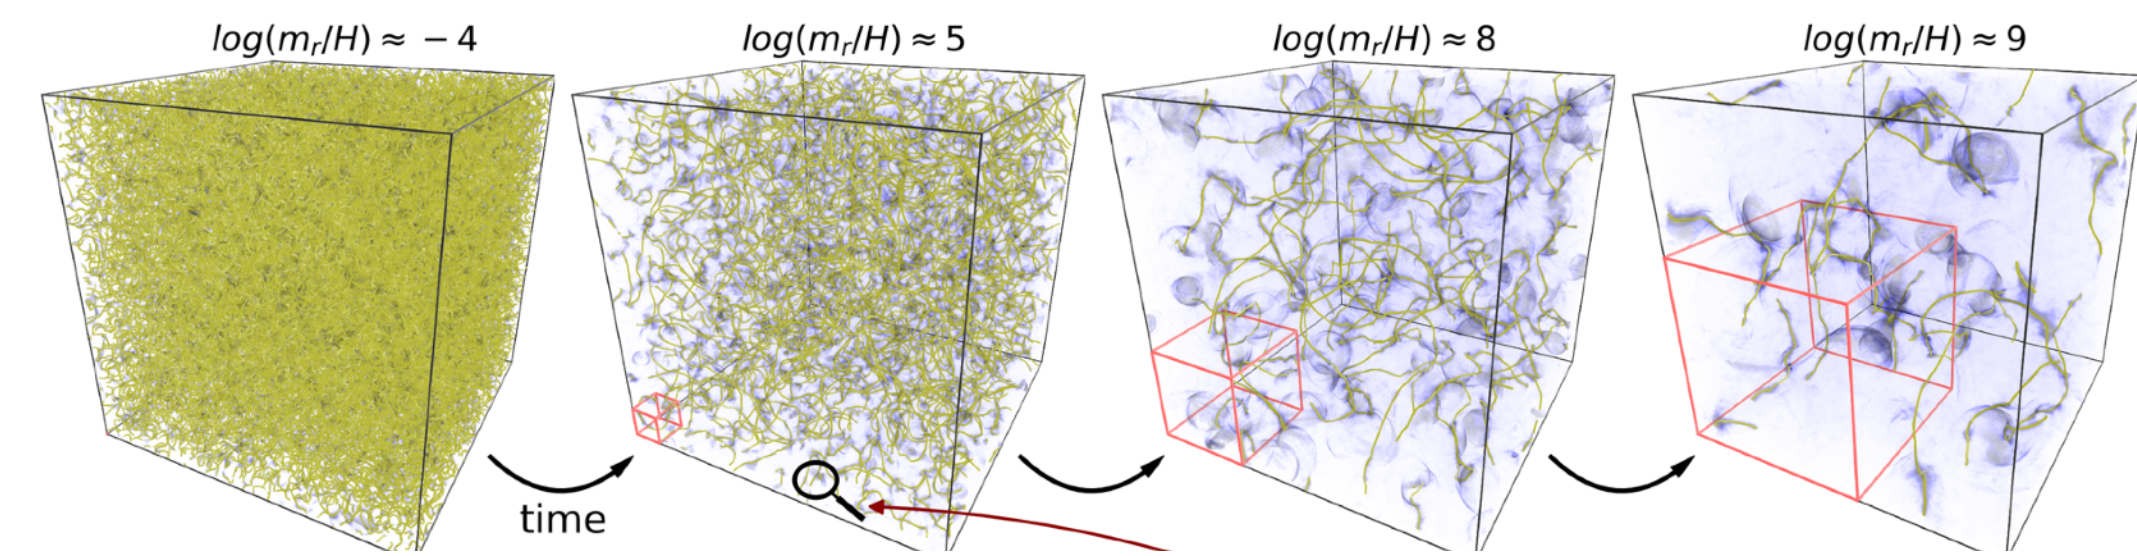 log(m_r/H) ≈ − 4
log(m_r/H) ≈ 5
log(m_r/H) ≈ 8
log(m_r/H) ≈ 9
time